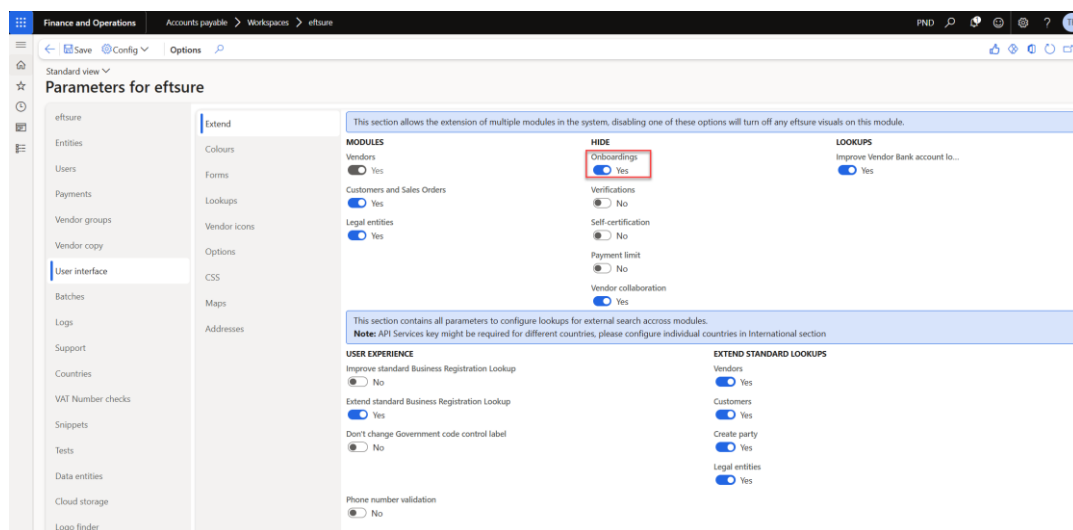 Finance and Operations
Accounts payable > Workspaces > eftsure
PND
?
Save
Config
Options
Standard view
Parameters for eftsure
eftsure
Entities
Users
Payments
Vendor groups
Vendor copy
User interface
Batches
Logs
Support
Countries
VAT Number checks
Snippets
Tests
Data entities
Cloud storage
Logo finder
Extend
Colours
Forms
Lookups
Vendor icons
Options
CSS
Maps
Addresses
This section allows the extension of multiple modules in the system, disabling one of these options will turn off any eftsure visuals on this module.
MODULES
Vendors
Yes
Customers and Sales Orders
Yes
Legal entities
Yes
HIDE
Onboardings
Yes
Verifications
No
Self-certification
No
Payment limit
No
Vendor collaboration
Yes
LOOKUPS
Improve Vendor Bank account lo...
Yes
This section contains all parameters to configure lookups for external search accross modules.
Note: API Services key might be required for different countries, please configure individual countries in International section
USER EXPERIENCE
Improve standard Business Registration Lookup
No
Extend standard Business Registration Lookup
Yes
Don't change Government code control label
No
Phone number validation
No
EXTEND STANDARD LOOKUPS
Vendors
Yes
Customers
Yes
Create party
Yes
Legal entities
Yes